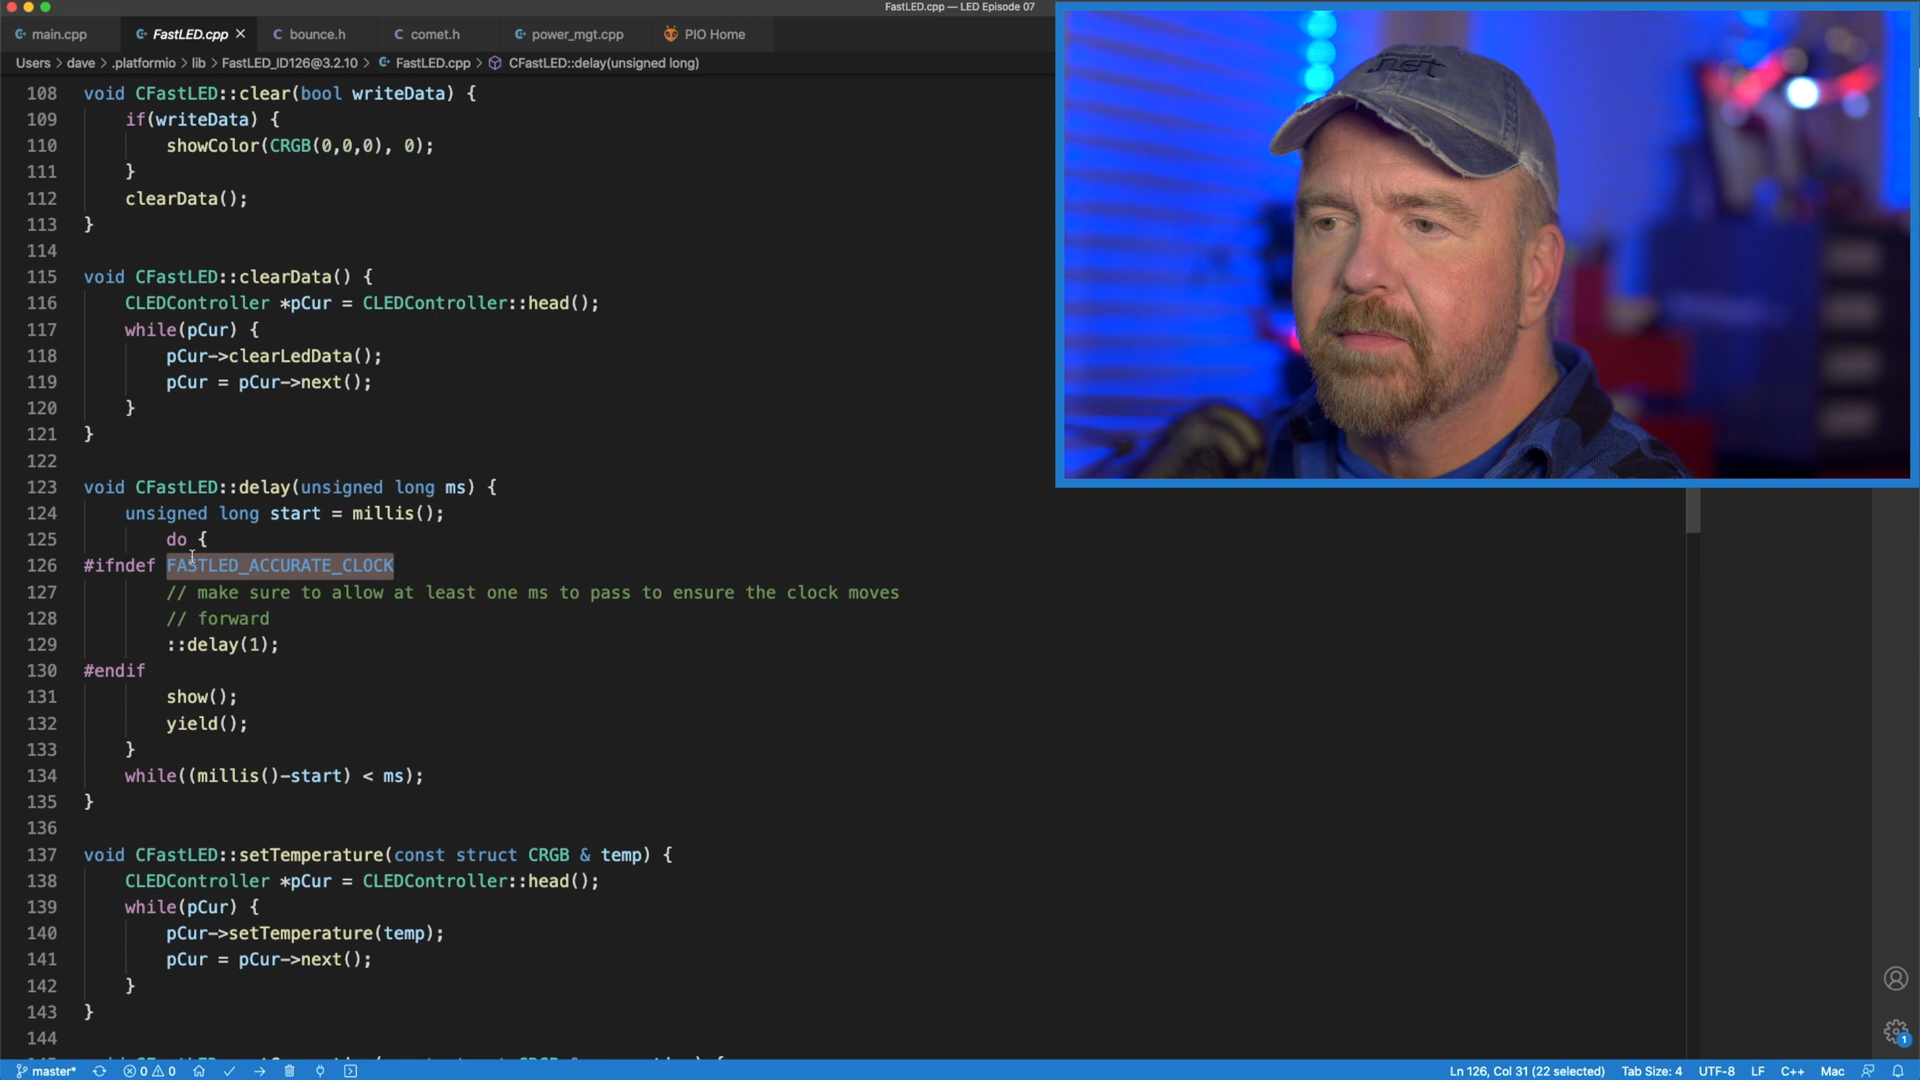 FastLED.cpp — LED Episode 07
main.cpp FastLED.cpp bounce.h comet.h power_mgt.cpp PIO Home
Users > dave > .platformio > lib > FastLED_ID126@3.2.10 > FastLED.cpp > CFastLED::delay(unsigned long)
.net
108 void CFastLED::clear(bool writeData) {
109 if(writeData) {
110 showColor(CRGB(0,0,0), 0);
111 }
112 clearData();
113 }
114
115 void CFastLED::clearData() {
116 CLEDController *pCur = CLEDController::head();
117 while(pCur) {
118 pCur->clearLedData();
119 pCur = pCur->next();
120 }
121 }
122
123 void CFastLED::delay(unsigned long ms) {
124 unsigned long start = millis();
125 do {
126 #ifndef FASTLED_ACCURATE_CLOCK
127 // make sure to allow at least one ms to pass to ensure the clock moves
128 // forward
129 ::delay(1);
130 #endif
131 show();
132 yield();
133 }
134 while((millis()-start) < ms);
135 }
136
137 void CFastLED::setTemperature(const struct CRGB & temp) {
138 CLEDController *pCur = CLEDController::head();
139 while(pCur) {
140 pCur->setTemperature(temp);
141 pCur = pCur->next();
142 }
143 }
144
master* 0 0 Ln 126, Col 31 (22 selected) Tab Size: 4 UTF-8 LF C++ Mac
1